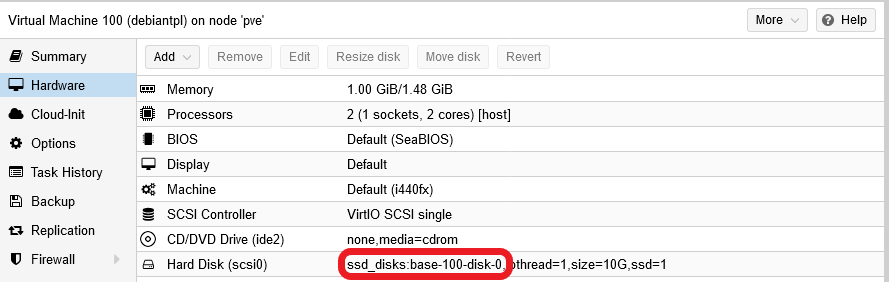 Virtual Machine 100 (debiantpl) on node 'pve'
More
Help
Summary
Hardware
Cloud-Init
Options
Task History
Backup
Replication
Firewall
Add
Remove
Edit
Resize disk
Move disk
Revert
Memory 1.00 GiB/1.48 GiB
Processors 2 (1 sockets, 2 cores) [host]
BIOS Default (SeaBIOS)
Display Default
Machine Default (i440fx)
SCSI Controller VirtIO SCSI single
CD/DVD Drive (ide2) none,media=cdrom
Hard Disk (scsi0) ssd_disks:base-100-disk-0, othread=1,size=10G,ssd=1